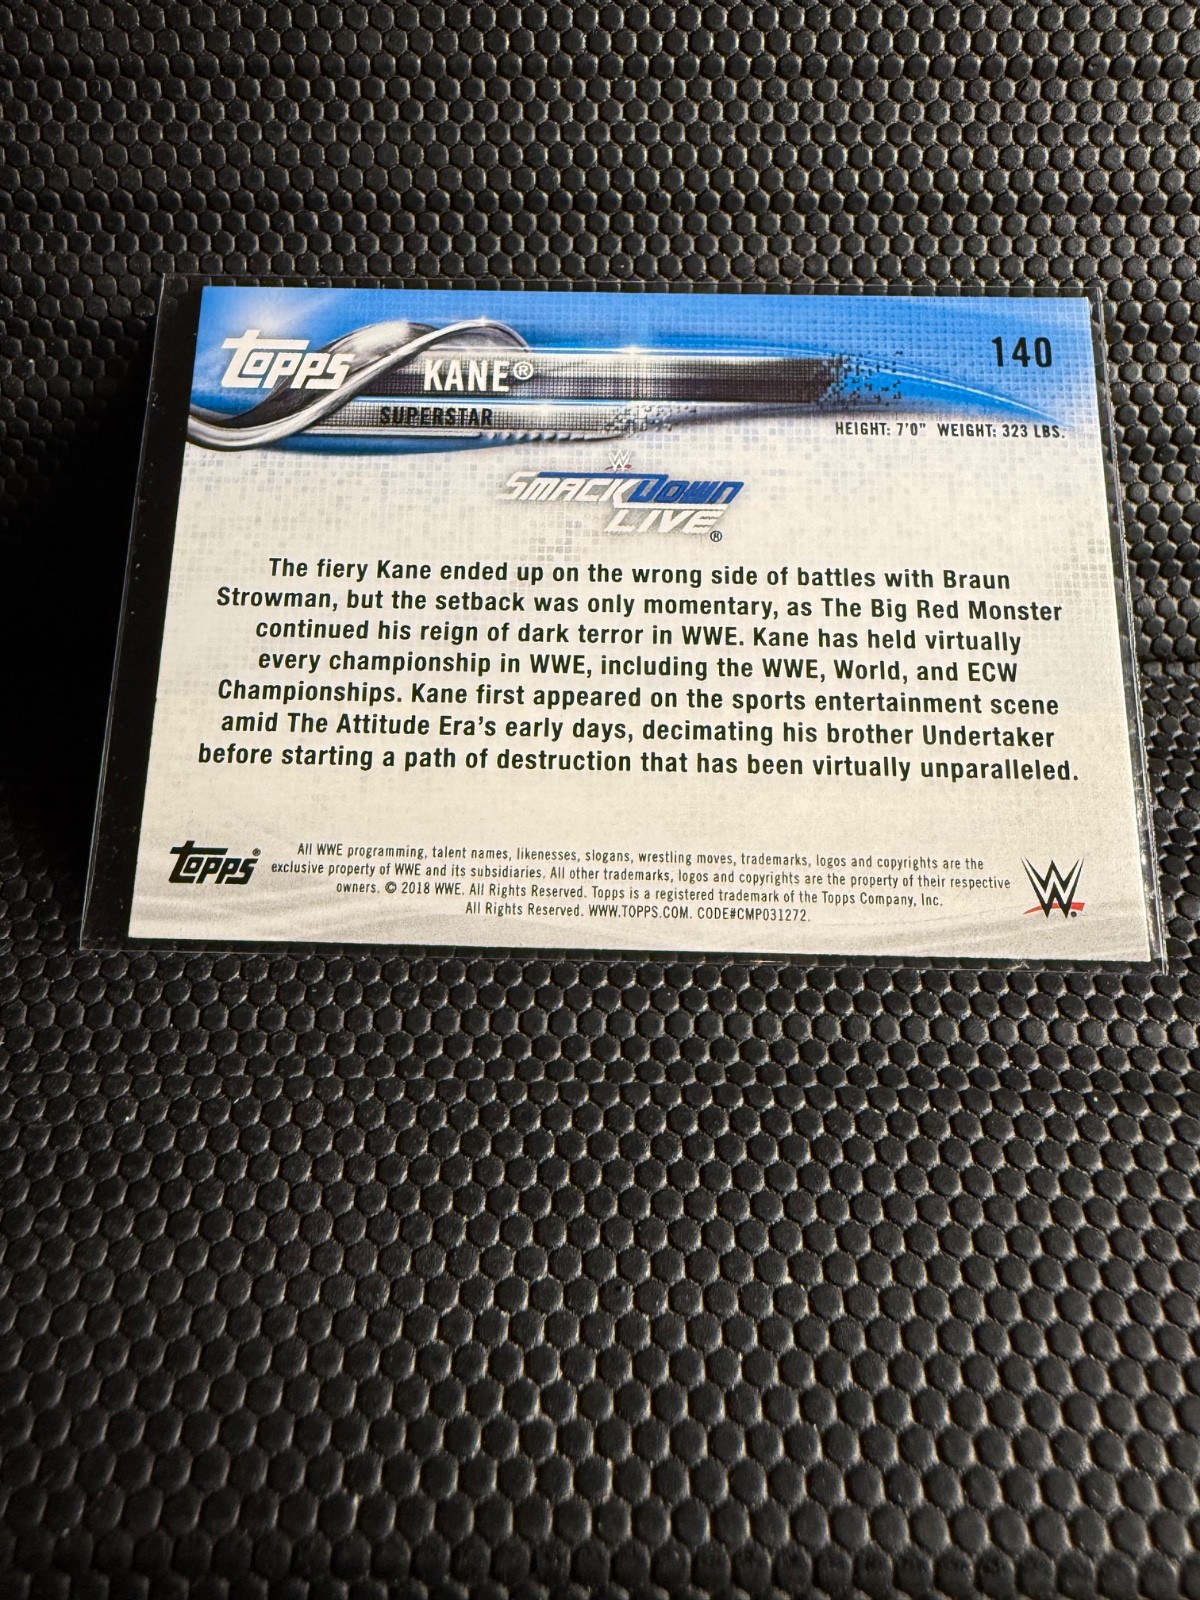 Topps
KANE®
140
SUPERSTAR
HEIGHT: 7'0" WEIGHT: 323 LBS.
W
SMACKDOWN
LIVE®
The fiery Kane ended up on the wrong side of battles with Braun
Strowman, but the setback was only momentary, as The Big Red Monster
continued his reign of dark terror in WWE. Kane has held virtually
every championship in WWE, including the WWE, World, and ECW
Championships. Kane first appeared on the sports entertainment scene
amid The Attitude Era's early days, decimating his brother Undertaker
before starting a path of destruction that has been virtually unparalleled.
Topps®
All WWE programming, talent names, likenesses, slogans, wrestling moves, trademarks, logos and copyrights are the
exclusive property of WWE and its subsidiaries. All other trademarks, logos and copyrights are the property of their respective
owners. © 2018 WWE. All Rights Reserved. Topps is a registered trademark of the Topps Company, Inc.
All Rights Reserved. WWW.TOPPS.COM. CODE#CMP031272.
W